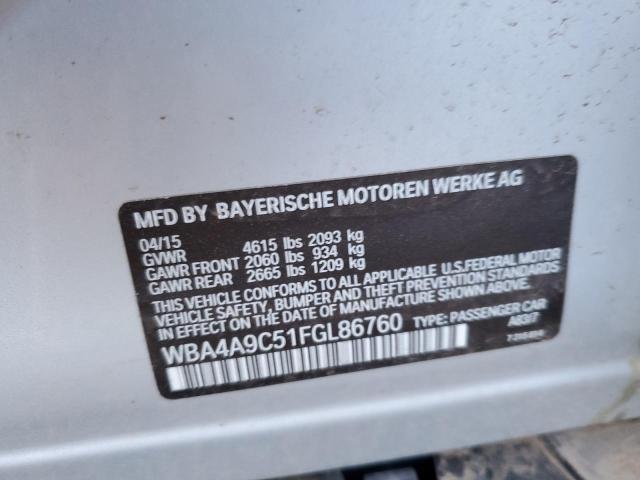 MFD BY BAYERISCHE MOTOREN WERKE AG
04/15
GVWR 4615 lbs 2093 kg
GAWR FRONT 2060 lbs 934 kg
GAWR REAR 2665 lbs 1209 kg
THIS VEHICLE CONFORMS TO ALL APPLICABLE U.S. FEDERAL MOTOR
VEHICLE SAFETY, BUMPER AND THEFT PREVENTION STANDARDS
IN EFFECT ON THE DATE OF MANUFACTURE SHOWN ABOVE.
WBA4A9C51FGL86760 TYPE: PASSENGER CAR
A83/7